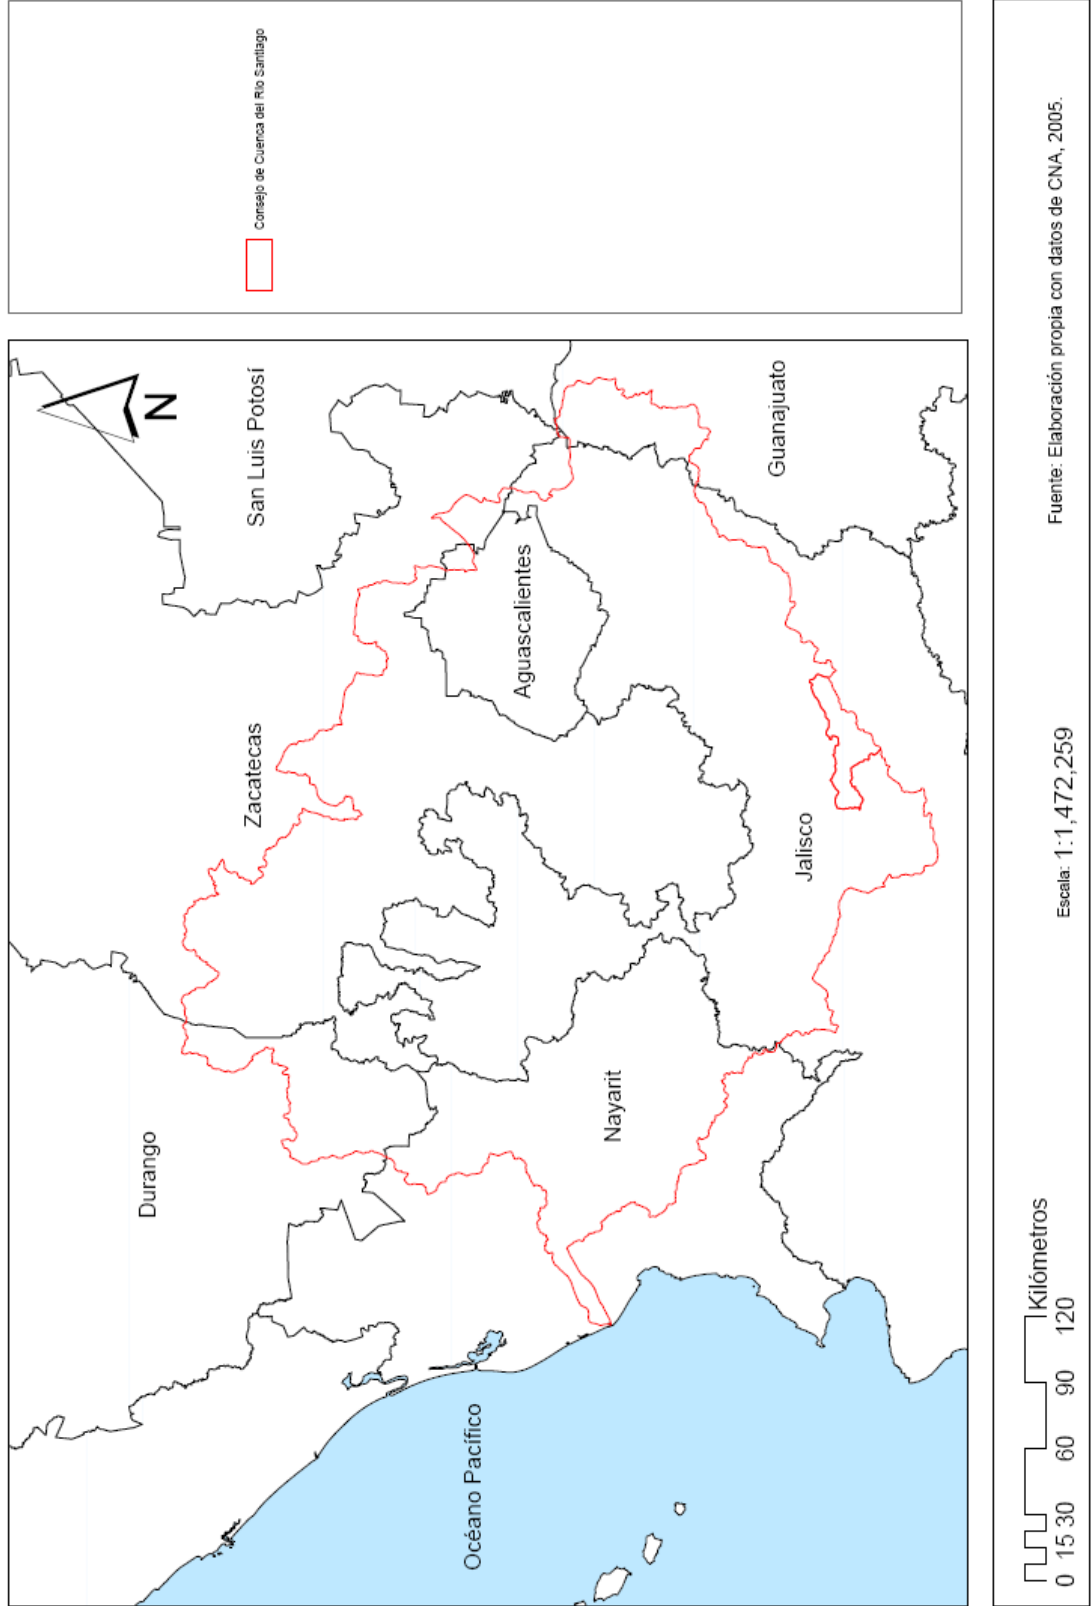 N
San Luis Potosí
Durango
Zacatecas
Aguascalientes
Guanajuato
Nayarit
Jalisco
Océano Pacífico
Consejo de Cuenca del Río Santiago
0 15 30 60 90 120
Kilómetros
Escala: 1:1,472,259
Fuente: Elaboración propia con datos de CNA, 2005.